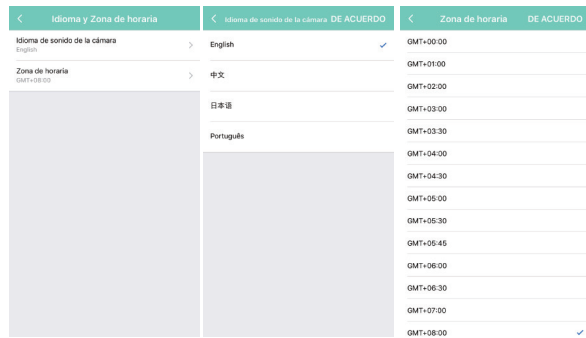 Idioma y Zona de horaria
Idioma de sonido de la cámara
English
Zona de horaria
GMT+08:00
Idioma de sonido de la cámara DE ACUERDO
English
中文
日本语
Português
Zona de horaria DE ACUERDO
GMT+00:00
GMT+01:00
GMT+02:00
GMT+03:00
GMT+03:30
GMT+04:00
GMT+04:30
GMT+05:00
GMT+05:30
GMT+05:45
GMT+06:00
GMT+06:30
GMT+07:00
GMT+08:00